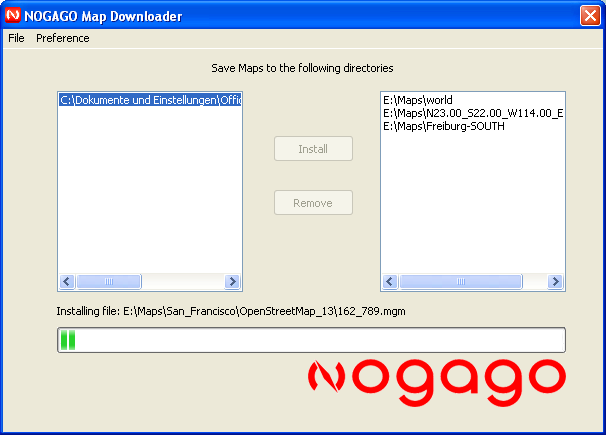 NOGAGO Map Downloader
File Preference
Save Maps to the following directories
C:\Dokumente und Einstellungen\Offic
E:\Maps\world
E:\Maps\N23.00_S22.00_W114.00_E
E:\Maps\Freiburg-SOUTH
Install
Remove
Installing file: E:\Maps\San_Francisco\OpenStreetMap_13\162_789.mgm
nogago